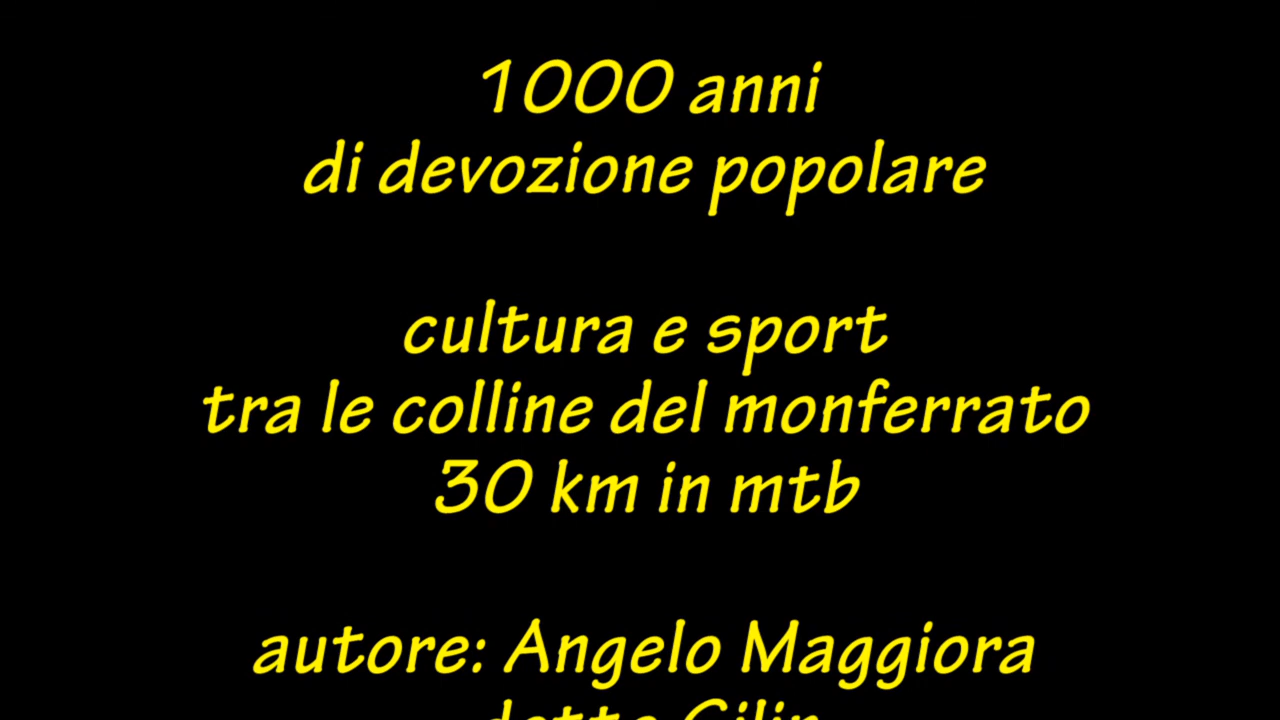 1000 anni
di devozione popolare
cultura e sport
tra le colline del monferrato
30 km in mtb
autore: Angelo Maggiora
detto